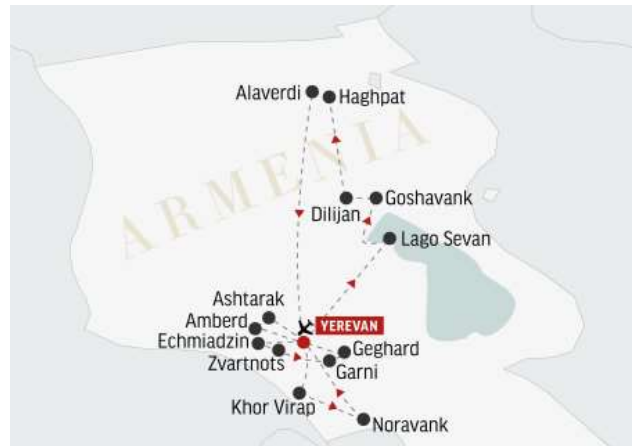 Alaverdi
Haghpat
ARMENIA
Dilijan
Goshavank
Lago Sevan
Ashtarak
Amberd
YEREVAN
Echmiadzin
Geghard
Zvartnots
Garni
Khor Virap
Noravank